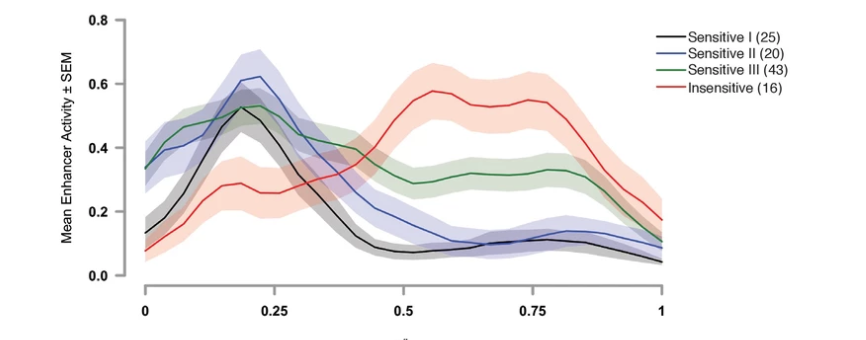 0.8
0.6
0.4
0.2
0.0
Mean Enhancer Activity ± SEM
Sensitive I (25)
Sensitive II (20)
Sensitive III (43)
Insensitive (16)
0 0.25 0.5 0.75 1